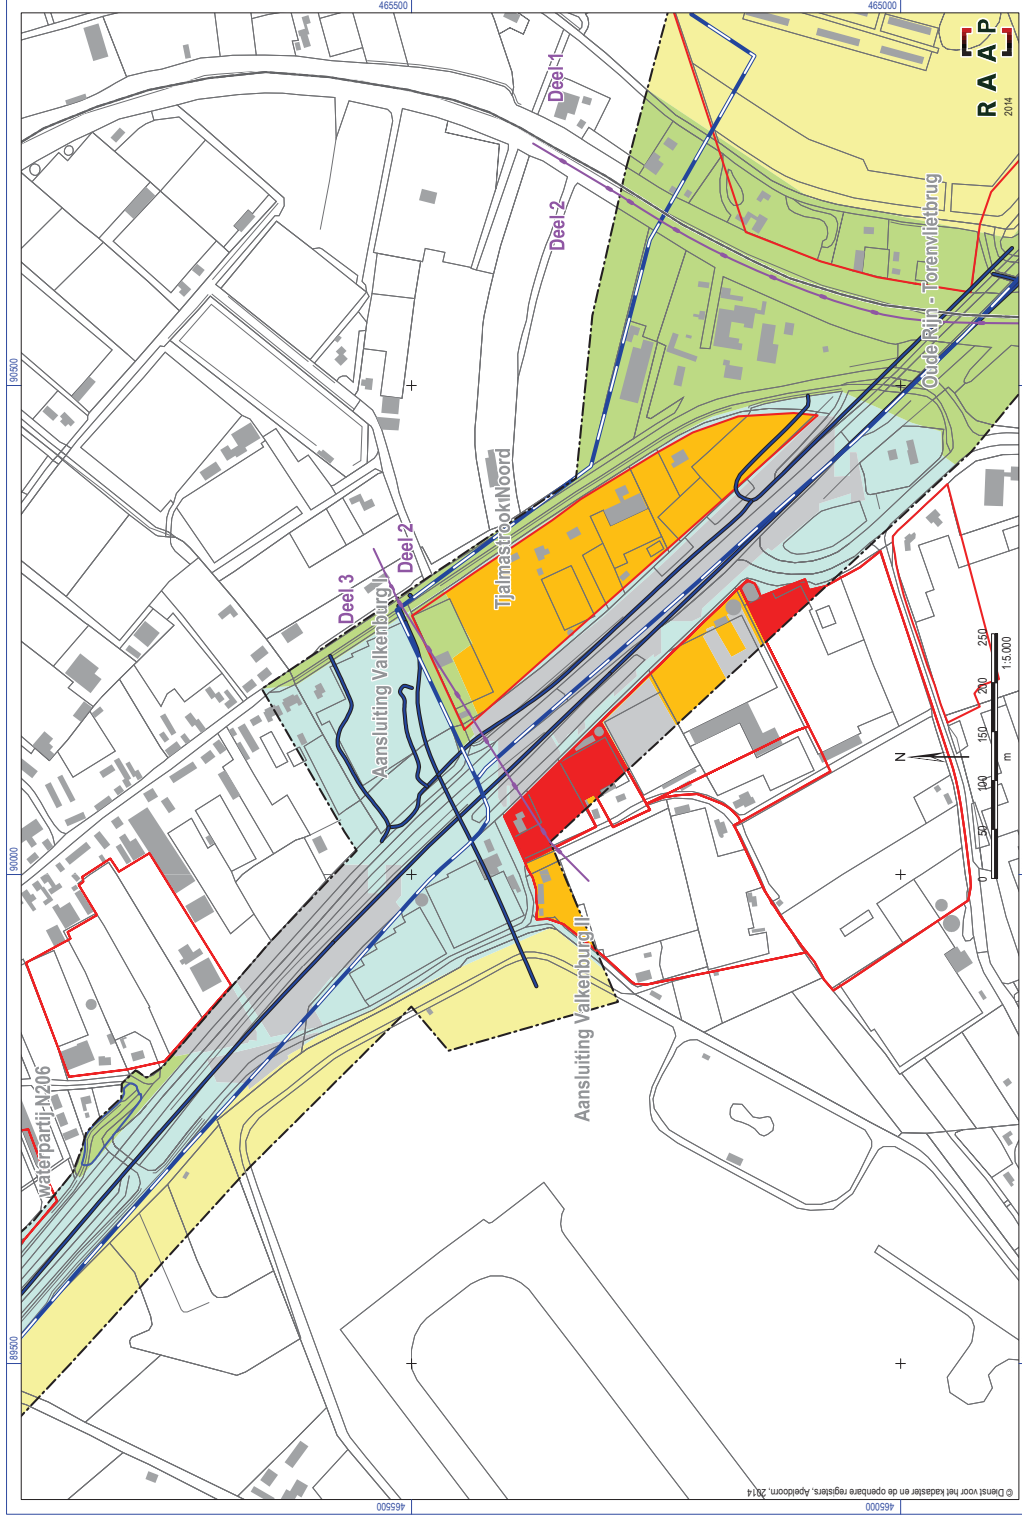 465500
465000
R A A P
2014
Deel 1
Deel 2
Oude Rijn - Torenvlietbrug
90500
Tjalmastrook Noord
Deel 2
Deel 3
Aansluiting Valkenburg I
N
0 50 100 150 200 250
m
1:5.000
90000
Aansluiting Valkenburg II
waterpartij N206
89500
465500
465000
© Dienst voor het kadaster en de openbare registers, Apeldoorn, 2014